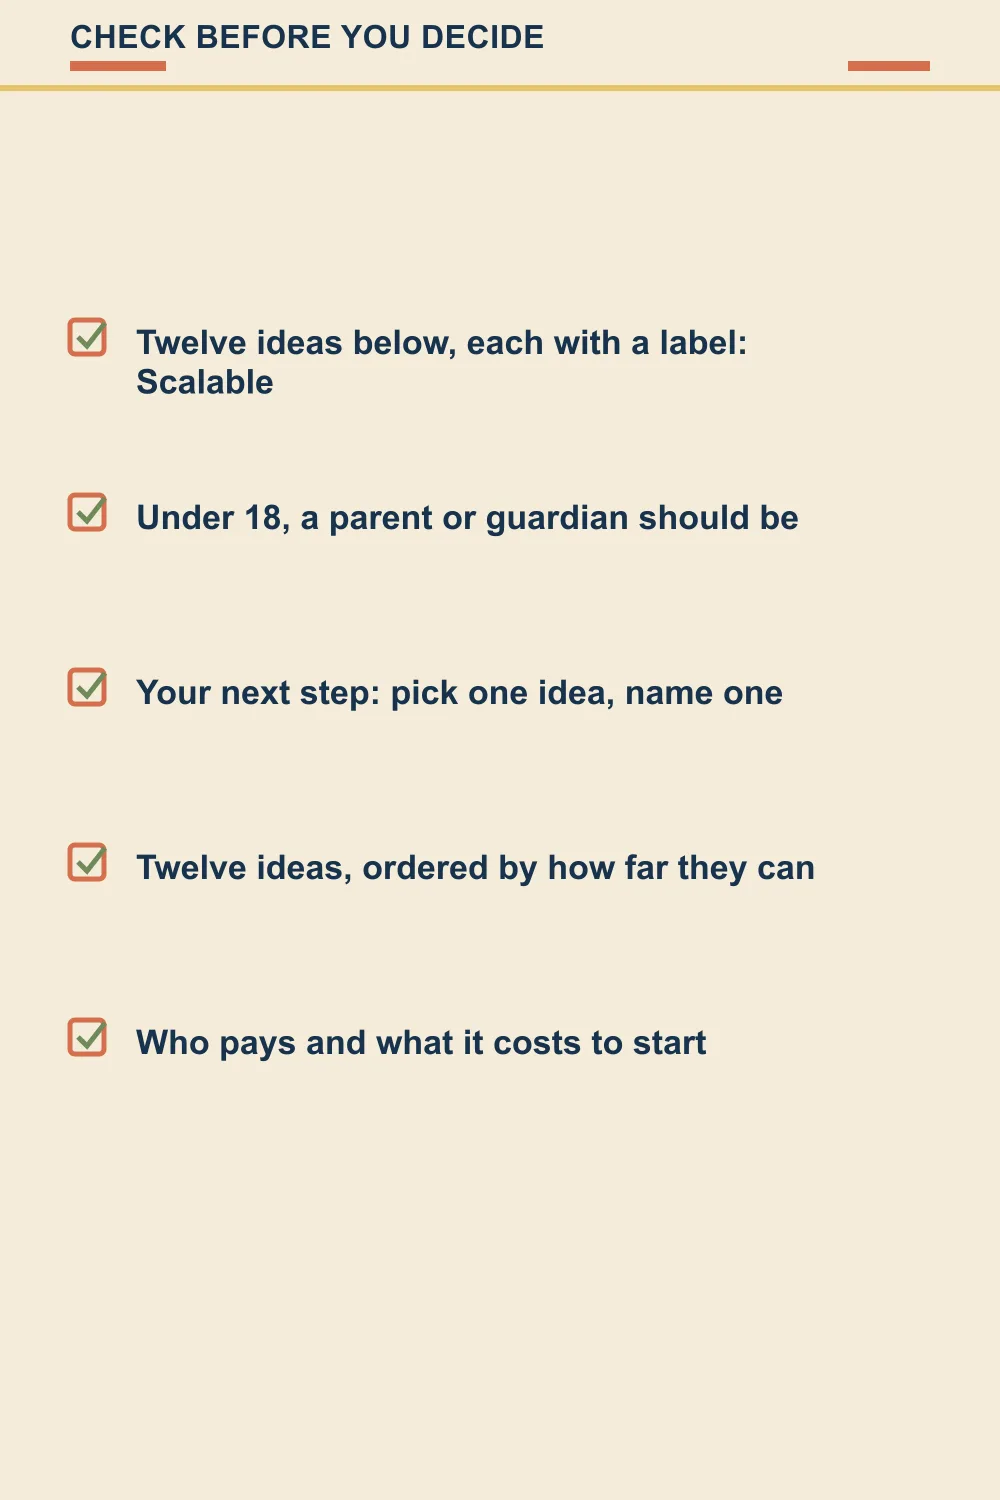 CHECK BEFORE YOU DECIDE
Twelve ideas below, each with a label:
Scalable
Under 18, a parent or guardian should be
Your next step: pick one idea, name one
Twelve ideas, ordered by how far they can
Who pays and what it costs to start